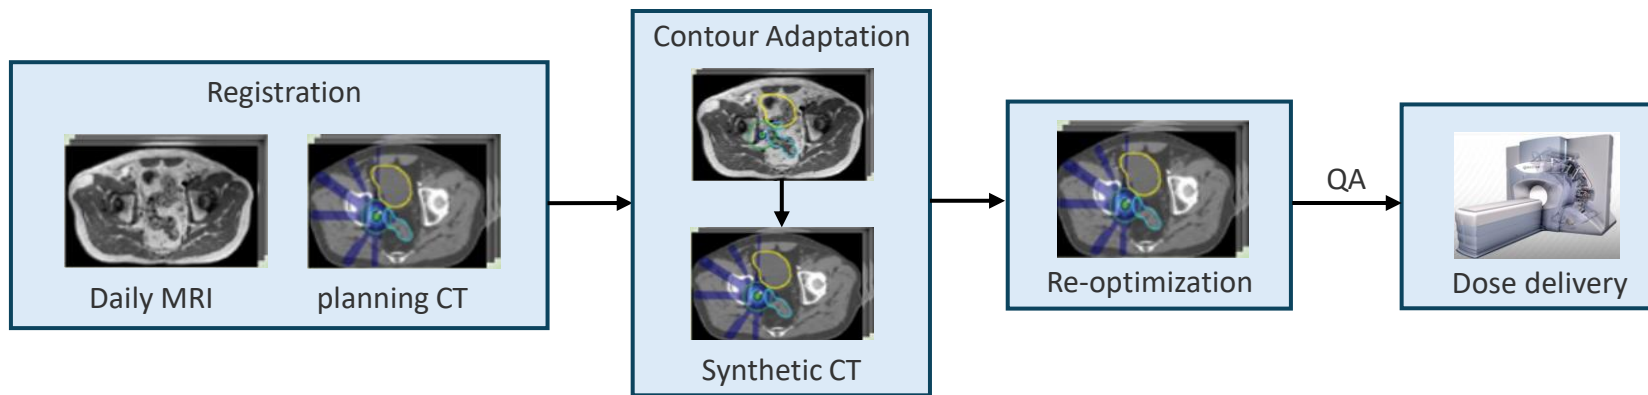 Registration
Daily MRI
planning CT
Contour Adaptation
Synthetic CT
Re-optimization
QA
Dose delivery